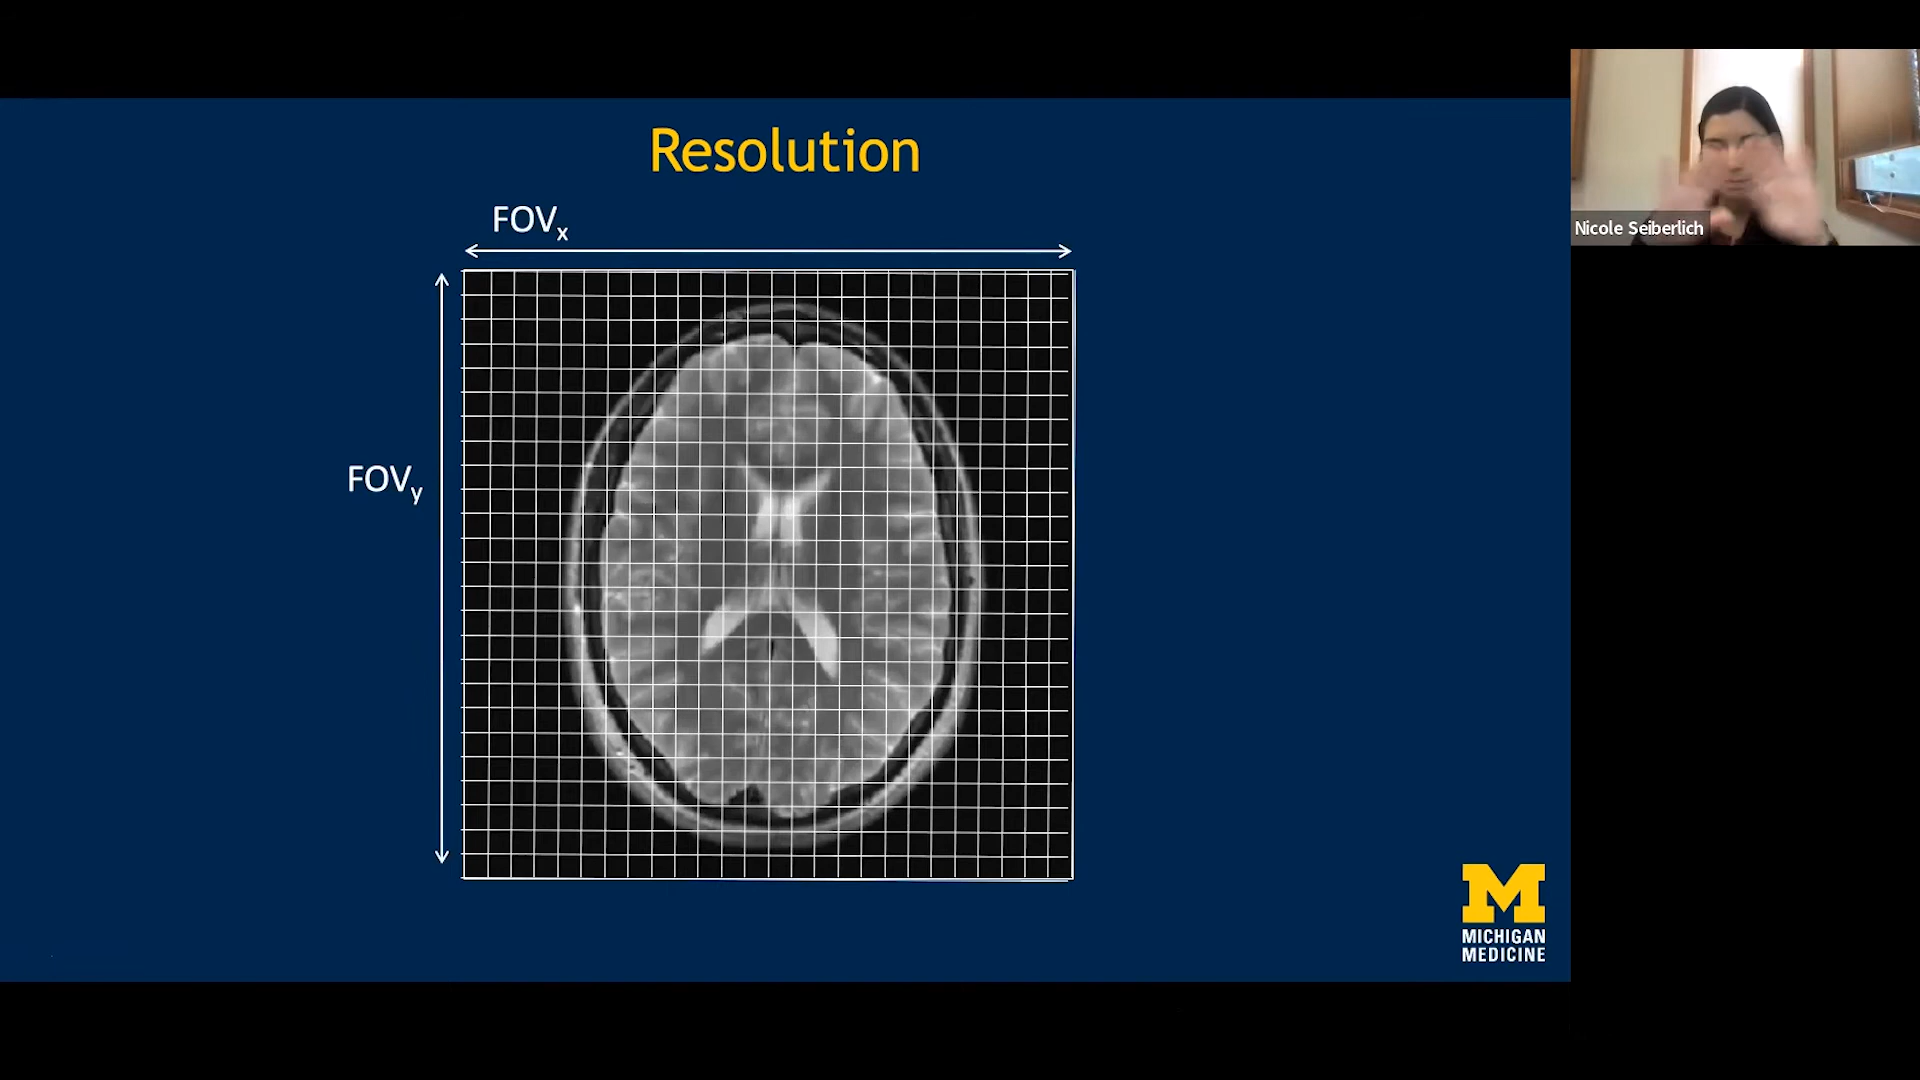 Resolution
FOVx
FOVy
Nicole Seiberlich
M
MICHIGAN
MEDICINE